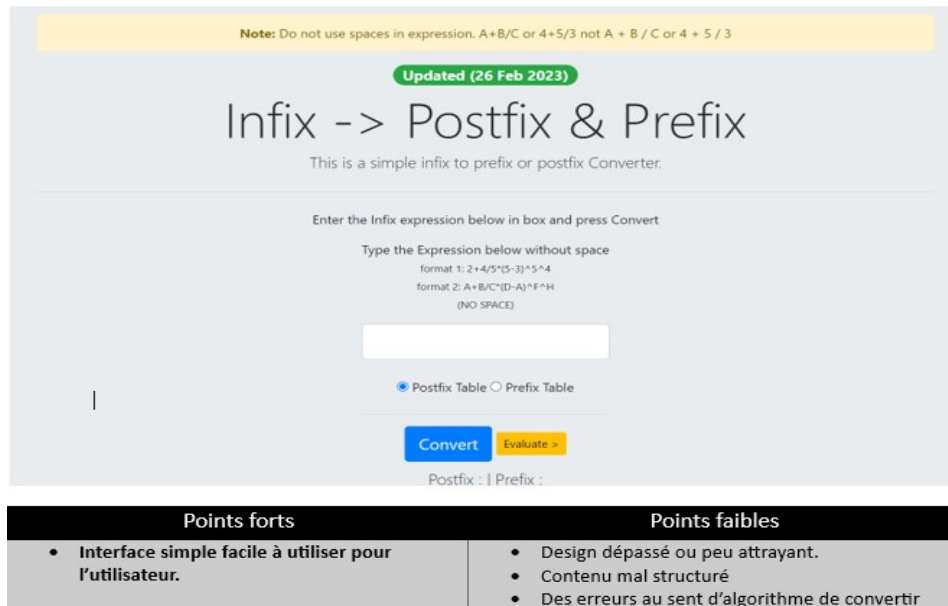 Note: Do not use spaces in expression. A+B/C or 4+5/3 not A + B / C or 4 + 5 / 3
Updated (26 Feb 2023)
Infix -> Postfix & Prefix
This is a simple infix to prefix or postfix Converter.
Enter the Infix expression below in box and press Convert
Type the Expression below without space
format 1: 2+4/5*(5-3)^5^4
format 2: A+B/C*(D-A)^F^H
(NO SPACE)
Postfix Table Prefix Table
Convert Evaluate >
Postfix : | Prefix :
Points forts
• Interface simple facile à utiliser pour
l’utilisateur.
Points faibles
• Design dépassé ou peu attrayant.
• Contenu mal structuré
• Des erreurs au sent d’algorithme de convertir